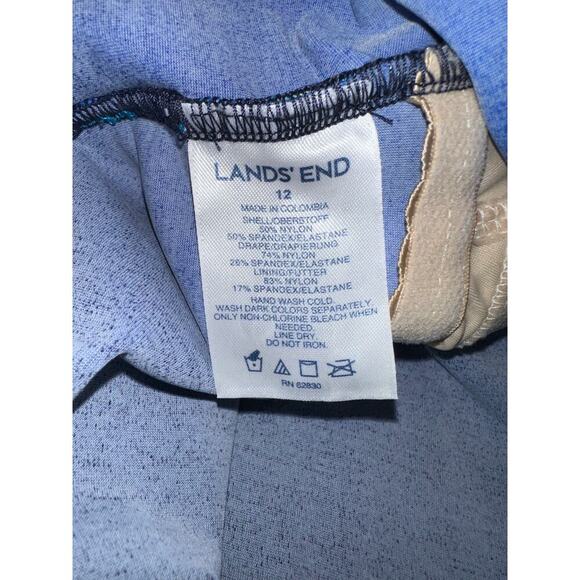 LANDS' END
12
MADE IN COLOMBIA
SHELL/OBERSTOFF
50% NYLON
50% SPANDEX/ELASTANE
DRAPE/DRAPIERUNG
74% NYLON
26% SPANDEX/ELASTANE
LINING/FUTTER
83% NYLON
17% SPANDEX/ELASTANE
HAND WASH COLD.
WASH DARK COLORS SEPARATELY.
ONLY NON-CHLORINE BLEACH WHEN
NEEDED.
LINE DRY.
DO NOT IRON.
RN 62830